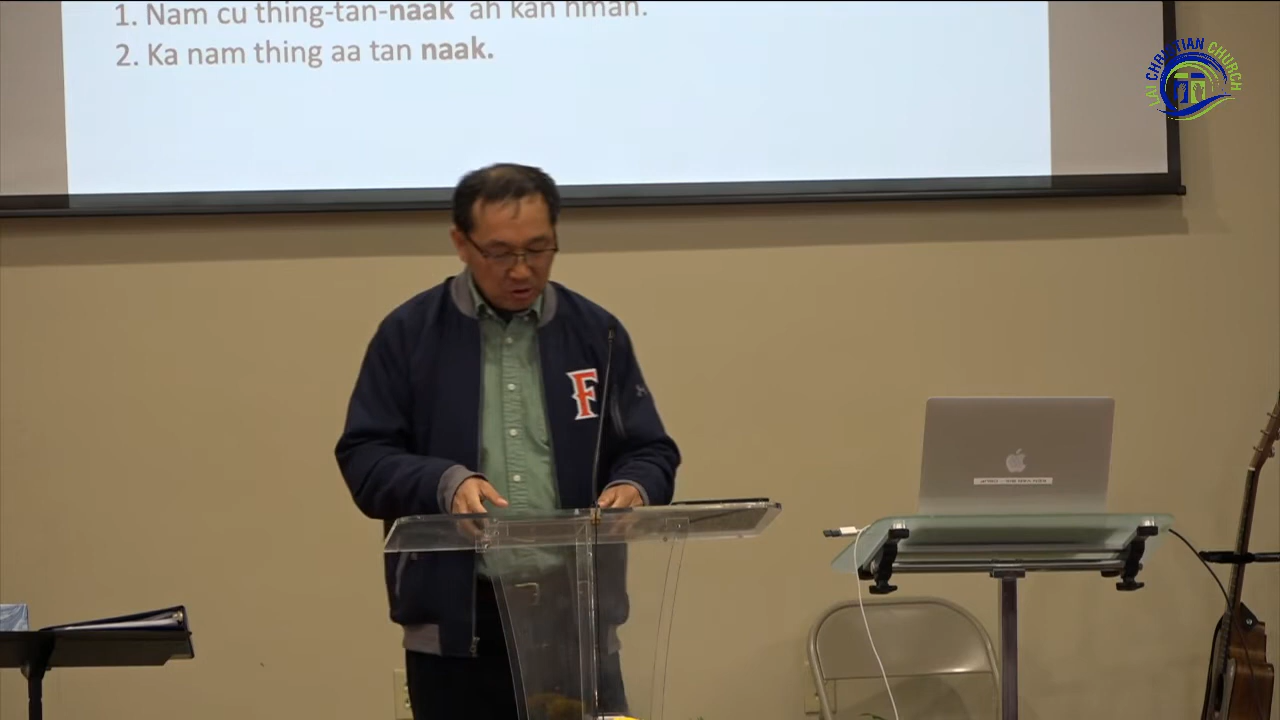 1. Nam cu thing-tan-naak ah kan hman.
2. Ka nam thing aa tan naak.
LAI CHRISTIAN CHURCH
F